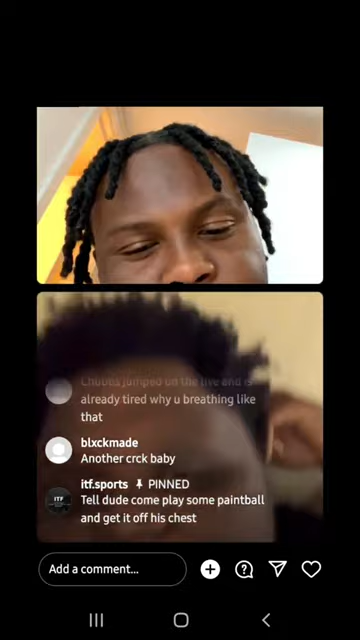 Chubbs jumped on the live and is
already tired why u breathing like
that
blxckmade
Another crck baby
itf.sports PINNED
ITF
Tell dude come play some paintball
and get it off his chest
Add a comment...